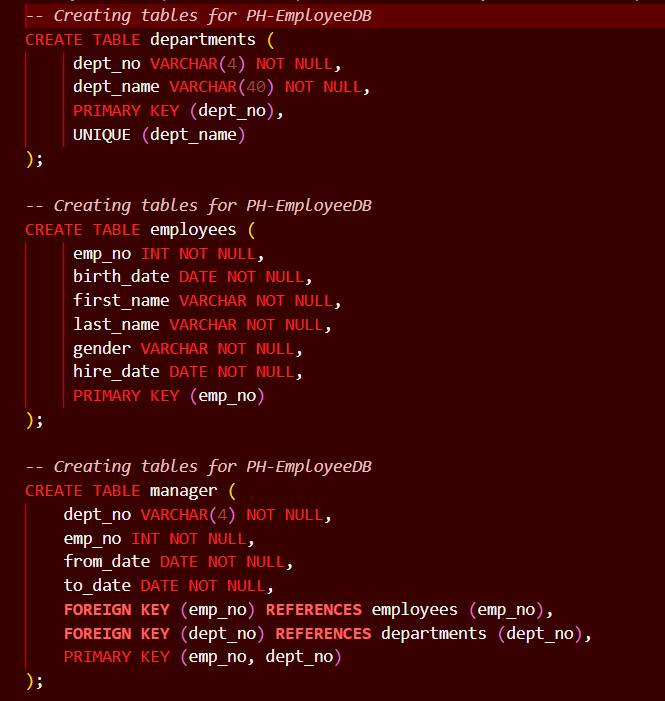 -- Creating tables for PH-EmployeeDB
CREATE TABLE departments (
    dept_no VARCHAR(4) NOT NULL,
    dept_name VARCHAR(40) NOT NULL,
    PRIMARY KEY (dept_no),
    UNIQUE (dept_name)
);

-- Creating tables for PH-EmployeeDB
CREATE TABLE employees (
    emp_no INT NOT NULL,
    birth_date DATE NOT NULL,
    first_name VARCHAR NOT NULL,
    last_name VARCHAR NOT NULL,
    gender VARCHAR NOT NULL,
    hire_date DATE NOT NULL,
    PRIMARY KEY (emp_no)
);

-- Creating tables for PH-EmployeeDB
CREATE TABLE manager (
    dept_no VARCHAR(4) NOT NULL,
    emp_no INT NOT NULL,
    from_date DATE NOT NULL,
    to_date DATE NOT NULL,
    FOREIGN KEY (emp_no) REFERENCES employees (emp_no),
    FOREIGN KEY (dept_no) REFERENCES departments (dept_no),
    PRIMARY KEY (emp_no, dept_no)
);